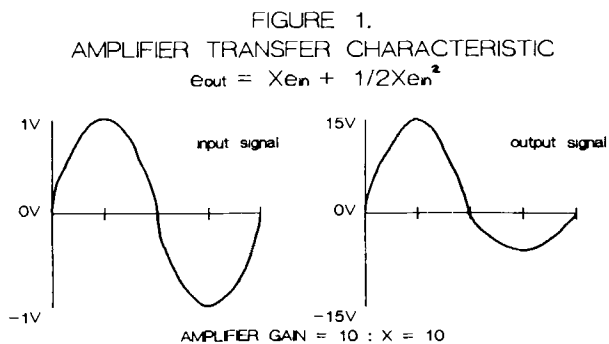 FIGURE 1.
AMPLIFIER TRANSFER CHARACTERISTIC
eout = Xein + 1/2Xein²
1V
input signal
0V
-1V
15V
output signal
0V
-15V
AMPLIFIER GAIN = 10 : X = 10